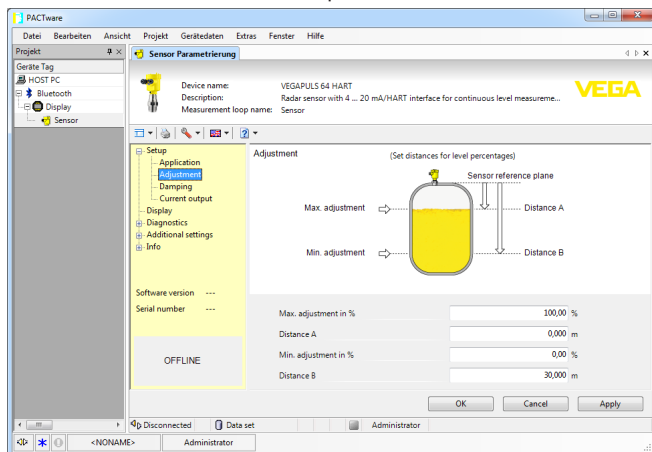 PACTware
Datei Bearbeiten Ansicht Projekt Gerätedaten Extras Fenster Hilfe
Projekt
Sensor Parametrierung
Geräte Tag
HOST PC
Bluetooth
Display
Sensor
Device name: VEGAPULS 64 HART
Description: Radar sensor with 4 ... 20 mA/HART interface for continuous level measureme...
Measurement loop name: Sensor
VEGA
Setup
Application
Adjustment
Damping
Current output
Display
Diagnostics
Additional settings
Info
Software version ---
Serial number ---
OFFLINE
Adjustment
(Set distances for level percentages)
Sensor reference plane
Max. adjustment
Distance A
Min. adjustment
Distance B
Max. adjustment in % 100,00 %
Distance A 0,000 m
Min. adjustment in % 0,00 %
Distance B 30,000 m
OK Cancel Apply
Disconnected Data set Administrator
<NONAME> Administrator